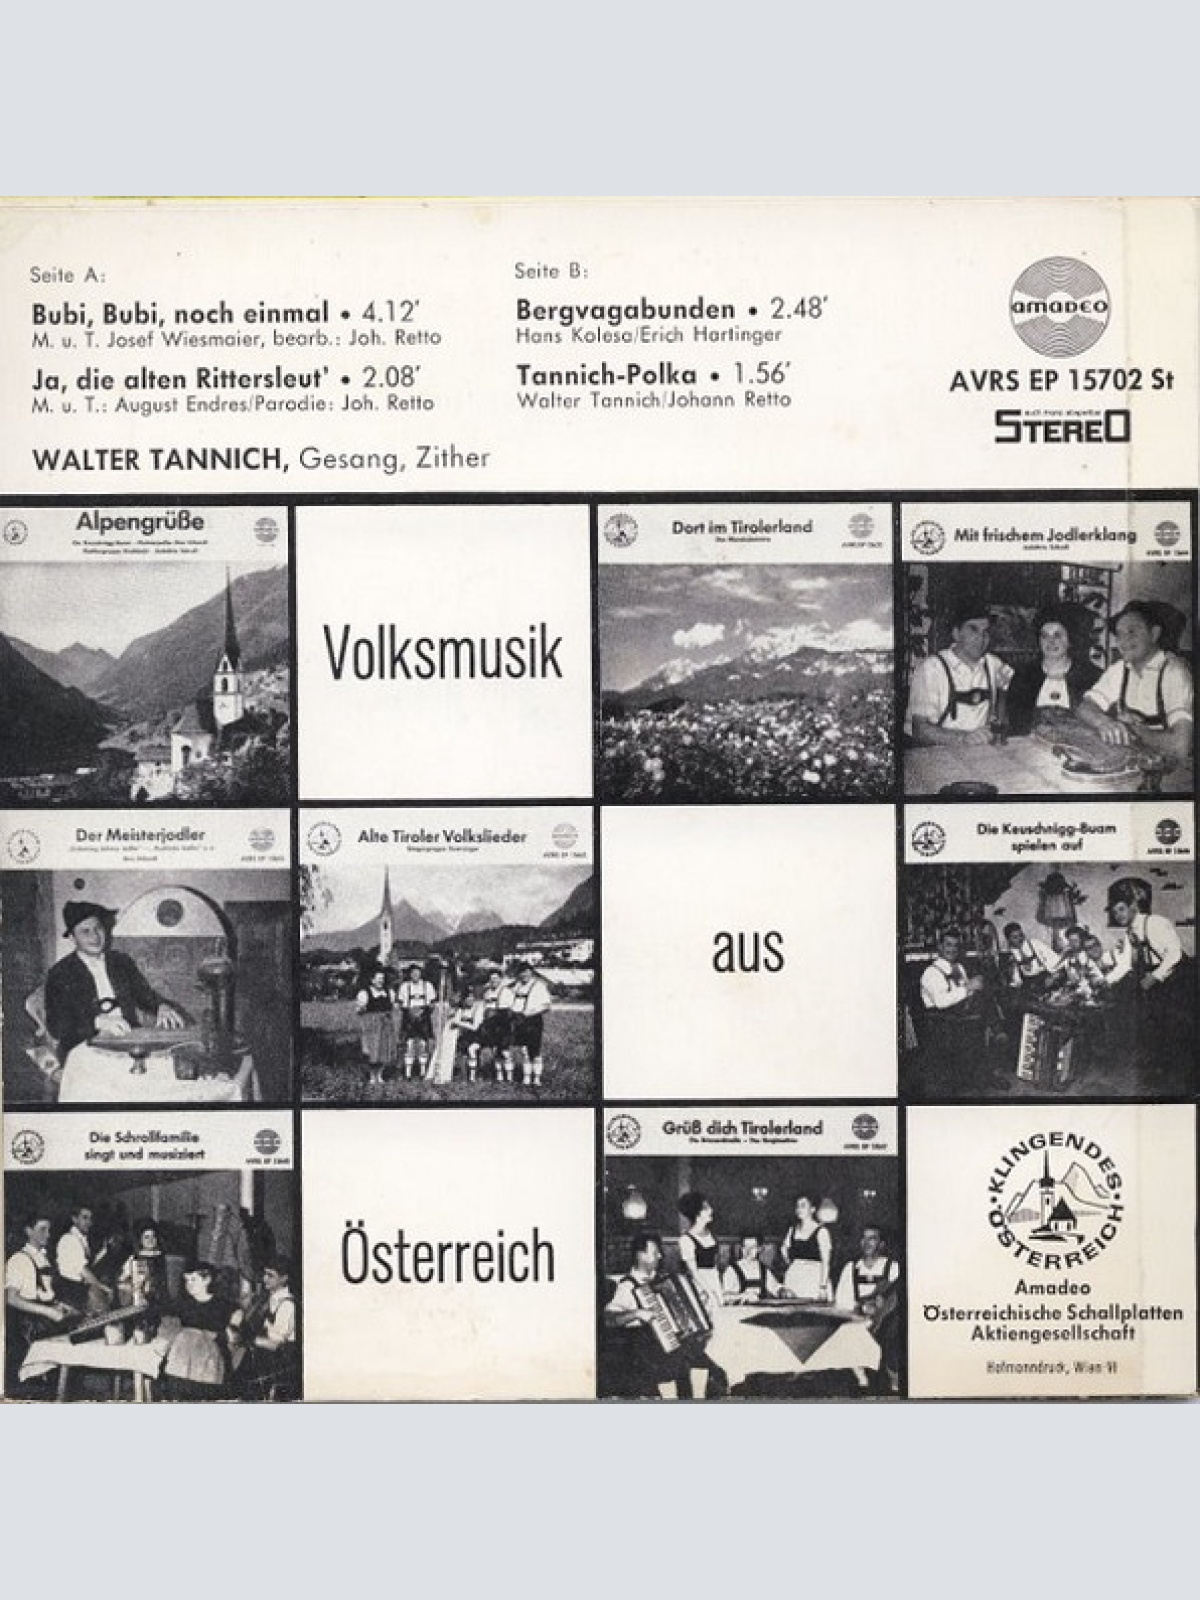 Seite A:
Bubi, Bubi, noch einmal • 4.12′
M. u. T. Josef Wiesmaier, bearb.: Joh. Retto
Ja, die alten Rittersleut' • 2.08′
M. u. T.: August Endres/Parodie: Joh. Retto
WALTER TANNICH, Gesang, Zither
Seite B:
Bergvagabunden • 2.48′
Hans Kolesa/Erich Hartinger
Tannich-Polka • 1.56′
Walter Tannich/Johann Retto
amadeo
AVRS EP 15702 St
STEREO
Alpengrüße
Volksmusik
Dort im Tirolerland
Mit frischem Jodlerklang
Der Meisterjodler
Alte Tiroler Volkslieder
aus
Die Keuschnigg-Buam
spielen auf
Die Schrollfamilie
singt und musiziert
Österreich
Grüß dich Tirolerland
• KLINGENDES •
ÖSTERREICH
Amadeo
Österreichische Schallplatten
Aktiengesellschaft
Hofmanndruck, Wien VI